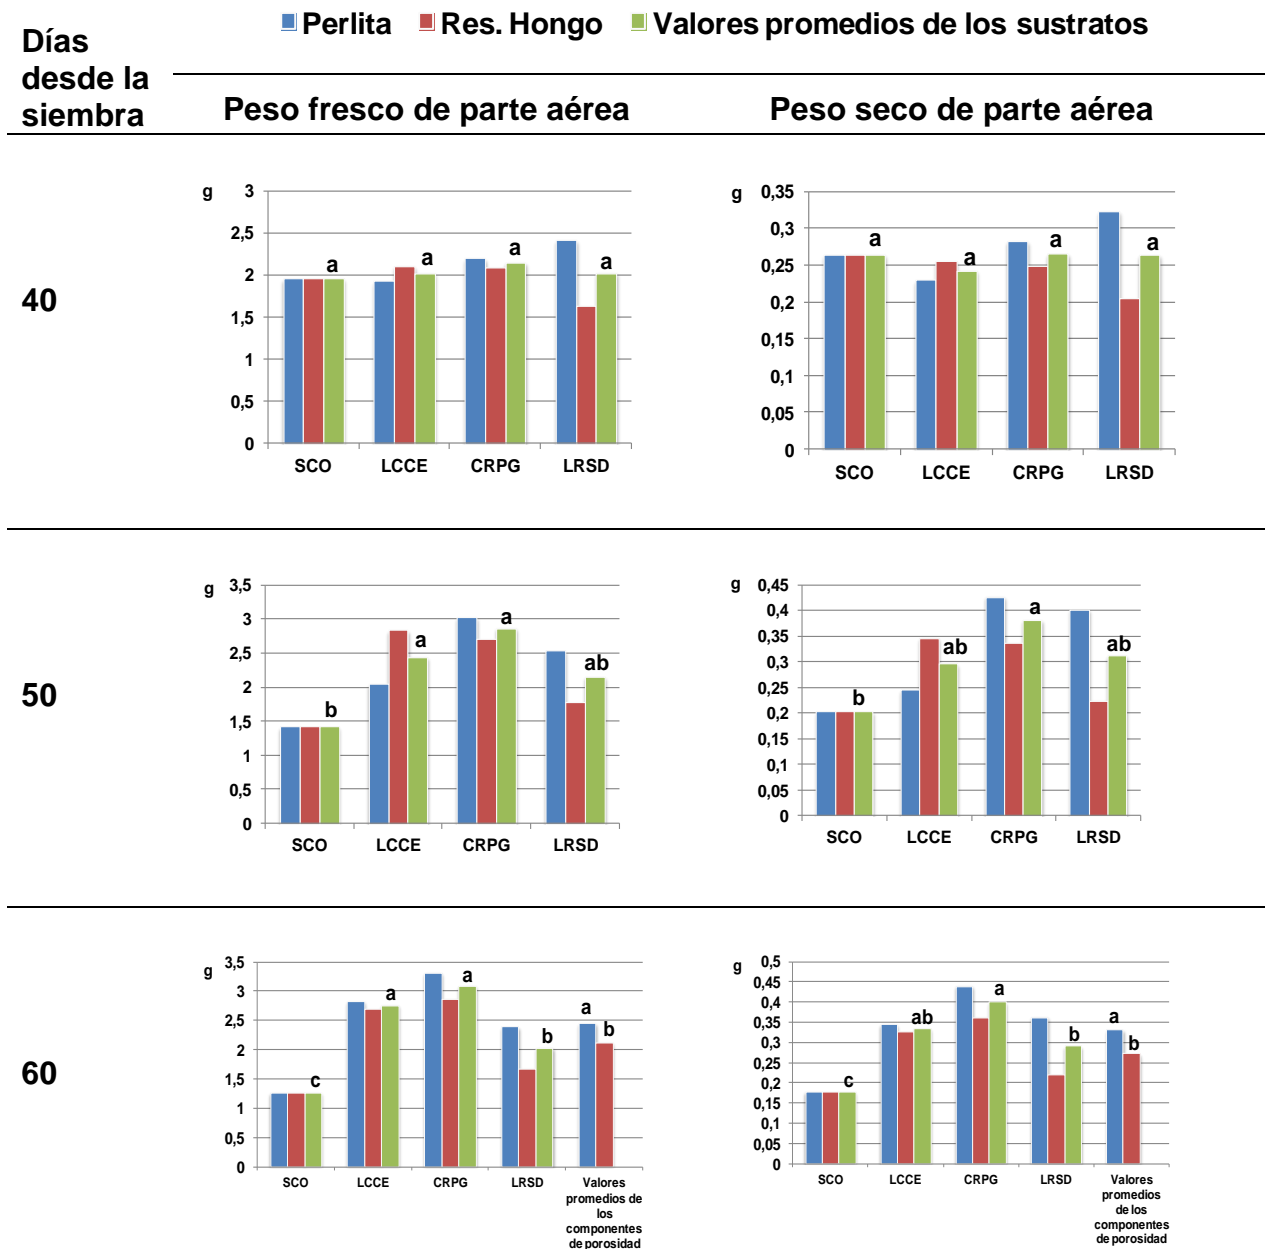 Perlita Res. Hongo Valores promedios de los sustratos
Días
desde la
siembra
Peso fresco de parte aérea Peso seco de parte aérea
40
g
3
2,5
2
1,5
1
0,5
0
a
a
a
a
SCO LCCE CRPG LRSD
g
0,35
0,3
0,25
0,2
0,15
0,1
0,05
0
a
a
a
a
SCO LCCE CRPG LRSD
50
g
3,5
3
2,5
2
1,5
1
0,5
0
b
a
a
ab
SCO LCCE CRPG LRSD
g
0,45
0,4
0,35
0,3
0,25
0,2
0,15
0,1
0,05
0
b
ab
a
ab
SCO LCCE CRPG LRSD
60
g
3,5
3
2,5
2
1,5
1
0,5
0
c
a
a
b
a
b
SCO LCCE CRPG LRSD Valores
promedios de
los
componentes
de porosidad
g
0,5
0,45
0,4
0,35
0,3
0,25
0,2
0,15
0,1
0,05
0
c
ab
a
b
a
b
SCO LCCE CRPG LRSD Valores
promedios
de los
componentes
de porosidad